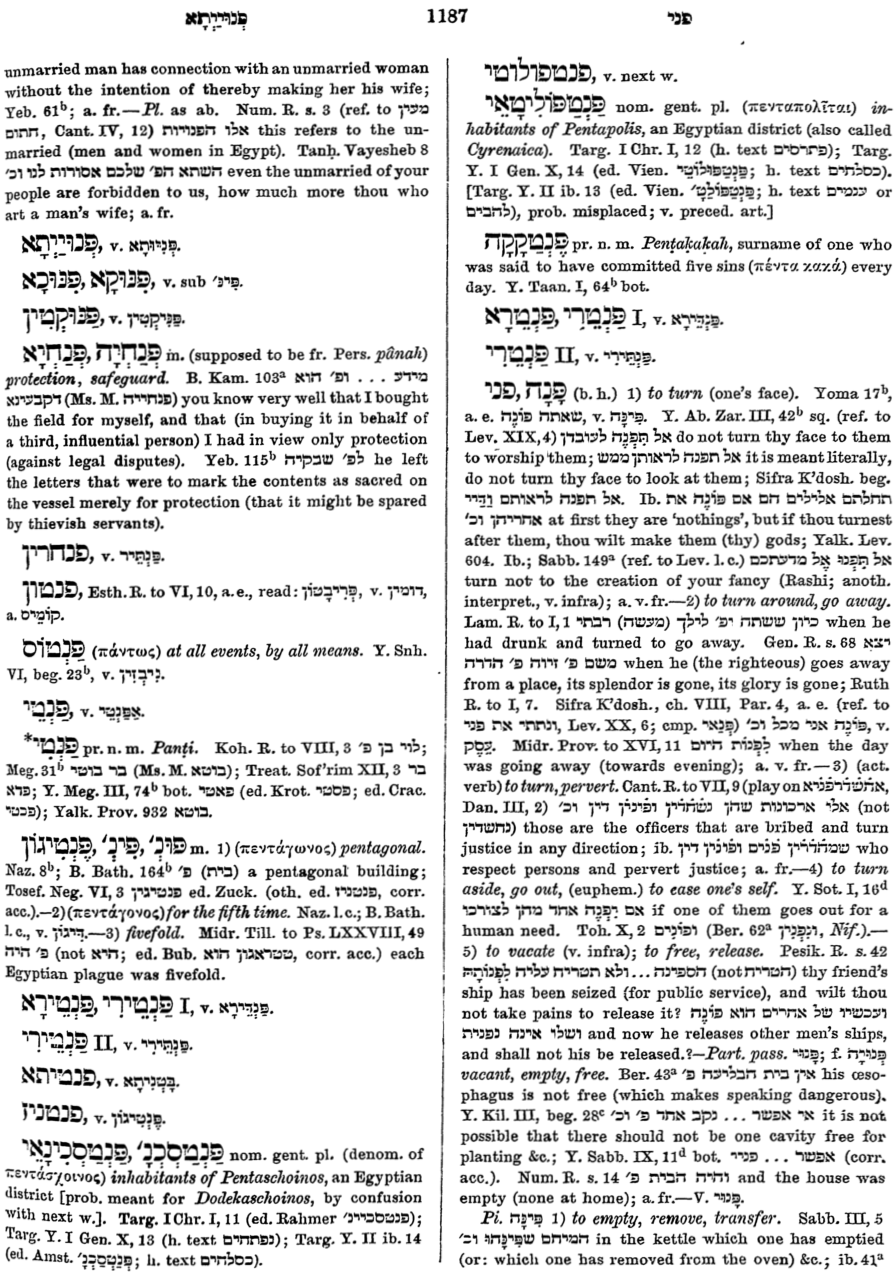 פְּנוּיַיְתָא 1187 פני
unmarried man has connection with an unmarried woman
without the intention of thereby making her his wife;
Yeb. 61ᵇ; a. fr.—Pl. as ab. Num. R. s. 3 (ref. to מעין
חתום, Cant. IV, 12) אלו הפנויות this refers to the un-
married (men and women in Egypt). Tanḥ. Vayesheb 8
השתא הפ׳ שלכם אסורות לני וכ׳ even the unmarried of your
people are forbidden to us, how much more thou who
art a man's wife; a. fr.
פְּנוּיַיְתָא, v. פְּנִיּוּתָא.
פִּנּוּקָא, פִּנּוּכָא, v. sub פִּינ׳.
פַּנּוּקְטִין, v. פַּנִּיקְטִין.
פְּנַחְיָה, פְּנַחְיָא m. (supposed to be fr. Pers. pânah)
protection, safeguard. B. Kam. 103ᵃ מידע ... ופ׳ הוא
דקבעינא (Ms. M. פנחייה) you know very well that I bought
the field for myself, and that (in buying it in behalf of
a third, influential person) I had in view only protection
(against legal disputes). Yeb. 115ᵇ לפ׳ שבקיה he left
the letters that were to mark the contents as sacred on
the vessel merely for protection (that it might be spared
by thievish servants).
פנחרין, v. פַּנְתֵּיר.
פנטון, Esth. R. to VI, 10, a. e., read: פְּרִיבָטוֹן, v. דומין,
a. קוֹמֵיס.
פַּנְטוֹס (πάντως) at all events, by all means. Y. Snh.
VI, beg. 23ᵇ, v. גִּיבְזִין.
פַּנְטֵי, v. אַפַּנְטֵי.
*פַּנְטִי pr. n. m. Panṭi. Koh. R. to VIII, 3 לוי בן פ׳;
Meg. 31ᵇ בר בוטי (Ms. M. בוטא); Treat. Sof'rim XII, 3 בר
פדא; Y. Meg. III, 74ᵇ bot. פאטי (ed. Krot. פסטי; ed. Crac.
פכטי); Yalk. Prov. 932 בוטא.
פֶּנְטִיגוֹן, פִּינְ׳, פּוּנְ׳ m. 1) (πεντάγωνος) pentagonal.
Naz. 8ᵇ; B. Bath. 164ᵇ פ׳ (בית) a pentagonal building;
Tosef. Neg. VI, 3 פנטיגין ed. Zuck. (oth. ed. פנטניז, corr.
acc.).—2) (πεντάγονος) for the fifth time. Naz. l. c.; B. Bath.
l. c., v. דִּיגוֹן.—3) fivefold. Midr. Till. to Ps. LXXVIII, 49
פ׳ היה (not היא; ed. Bub. טטראגון הוא, corr. acc.) each
Egyptian plague was fivefold.
פַּנְטֵירִי, פַּנְטֵירָא I, v. פַּנְדֵּירָא.
פַּנְטֵירִי II, v. פַּנְתֵּירִי.
פנטיתא, v. בָּטְנִיתָא.
פנטניז, v. פֶּנְטִיגוֹן.
פַּנְטַסְכְנָ׳, פַּנְטַסְכִינָאֵי nom. gent. pl. (denom. of
πεντάσχοινος) inhabitants of Pentaschoinos, an Egyptian
district [prob. meant for Dodekaschoinos, by confusion
with next w.]. Targ. I Chr. I, 11 (ed. Rahmer פנטסכייני׳);
Targ. Y. I Gen. X, 13 (h. text נפתחים); Targ. Y. II ib. 14
(ed. Amst. פַּנְטַסְכַנָ׳; h. text כסלחים).
פנטפולוטי, v. next w.
פַּנְטַפּוֹלִיטָאֵי nom. gent. pl. (πενταπολῖται) in-
habitants of Pentapolis, an Egyptian district (also called
Cyrenaica). Targ. I Chr. I, 12 (h. text פתרסים); Targ.
Y. I Gen. X, 14 (ed. Vien. פֶּנְטְפּוֹלוֹטֵי; h. text כסלחים).
[Targ. Y. II ib. 13 (ed. Vien. פֶּנְטְפּוֹלַטָ׳; h. text ענמים or
להבים), prob. misplaced; v. preced. art.]
פֶּנְטַקָקָה pr. n. m. Penṭaḳaḳah, surname of one who
was said to have committed five sins (πέντα κακά) every
day. Y. Taan. I, 64ᵇ bot.
פַּנְטֵרִי, פַּנְטֵרָא I, v. פַּנְדֵּירָא.
פַּנְטֵרִי II, v. פַּנְתֵּירִי.
פָּנָה, פני (b. h.) 1) to turn (one's face). Yoma 17ᵇ,
a. e. שאתה פּוֹנֶה, v. פִּינָּה. Y. Ab. Zar. III, 42ᵇ sq. (ref. to
Lev. XIX, 4) אל תִּפְנֶה לעובדן do not turn thy face to them
to worship them; אל תפנה לראותן ממש it is meant literally,
do not turn thy face to look at them; Sifra K'dosh. beg.
אל תפנה לראותם וַדַּיי. Ib. תחלתם אלילים הם אם פּוֹנֶה את
אחריהן וכ׳ at first they are 'nothings', but if thou turnest
after them, thou wilt make them (thy) gods; Yalk. Lev.
604. Ib.; Sabb. 149ᵃ (ref. to Lev. l. c.) אל תִּפְנוּ אֶל מדעתכם
turn not to the creation of your fancy (Rashi; anoth.
interpret., v. infra); a. v. fr.—2) to turn around, go away.
Lam. R. to I, 1 רבתי (מעשה) כיון ששתה ופ׳ לילך when he
had drunk and turned to go away. Gen. R. s. 68 יצא
משם פ׳ זיוה פ׳ הדרה when he (the righteous) goes away
from a place, its splendor is gone, its glory is gone; Ruth
R. to I, 7. Sifra K'dosh., ch. VIII, Par. 4, a. e. (ref. to
ונתתי את פני, Lev. XX, 6; cmp. פְּנַאי) פּוֹנֶה אני מכל וכ׳, v.
עֵסֶק. Midr. Prov. to XVI, 11 לִפְנוֹת היום when the day
was going away (towards evening); a. v. fr.—3) (act.
verb) to turn, pervert. Cant. R. to VII, 9 (play on אחשדרפניא,
Dan. III, 2) אלו ארכונות שהן נשחדין ופונין דין וכ׳ (not
נחשדין) those are the officers that are bribed and turn
justice in any direction; ib. שמהדרין פנים ופונין דין who
respect persons and pervert justice; a. fr.—4) to turn
aside, go out, (euphem.) to ease one's self. Y. Sot. I, 16ᵈ
אם יִפְנֶה אחד מהן לצורכו if one of them goes out for a
human need. Toh. X, 2 ופונים (Ber. 62ᵃ וְנִפְנִין, Nif.).—
5) to vacate (v. infra); to free, release. Pesik. R. s. 42
הספינה ... ולא תטריח עליה לִפְנוֹתָהּ (not הטריח) thy friend's
ship has been seized (for public service), and wilt thou
not take pains to release it? ועכשיו של אחרים הוא פּוֹנֶה
ושלו אינה נפנית and now he releases other men's ships,
and shall not his be released?—Part. pass. פָּנוּי; f. פְּנוּיָה
vacant, empty, free. Ber. 43ᵃ אין בית הבליעה פ׳ his œso-
phagus is not free (which makes speaking dangerous).
Y. Kil. III, beg. 28ᶜ אי אפשר ... נקב אחד פ׳ וכ׳ it is not
possible that there should not be one cavity free for
planting &c.; Y. Sabb. IX, 11ᵈ bot. אפשר ... פנוי (corr.
acc.). Num. R. s. 14 והיה הבית פ׳ and the house was
empty (none at home); a. fr.—V. פָּנוּי.
Pi. פִּינָּה 1) to empty, remove, transfer. Sabb. III, 5
המיחם שפִּינָּהוּ וכ׳ in the kettle which one has emptied
(or: which one has removed from the oven) &c.; ib. 41ᵃ